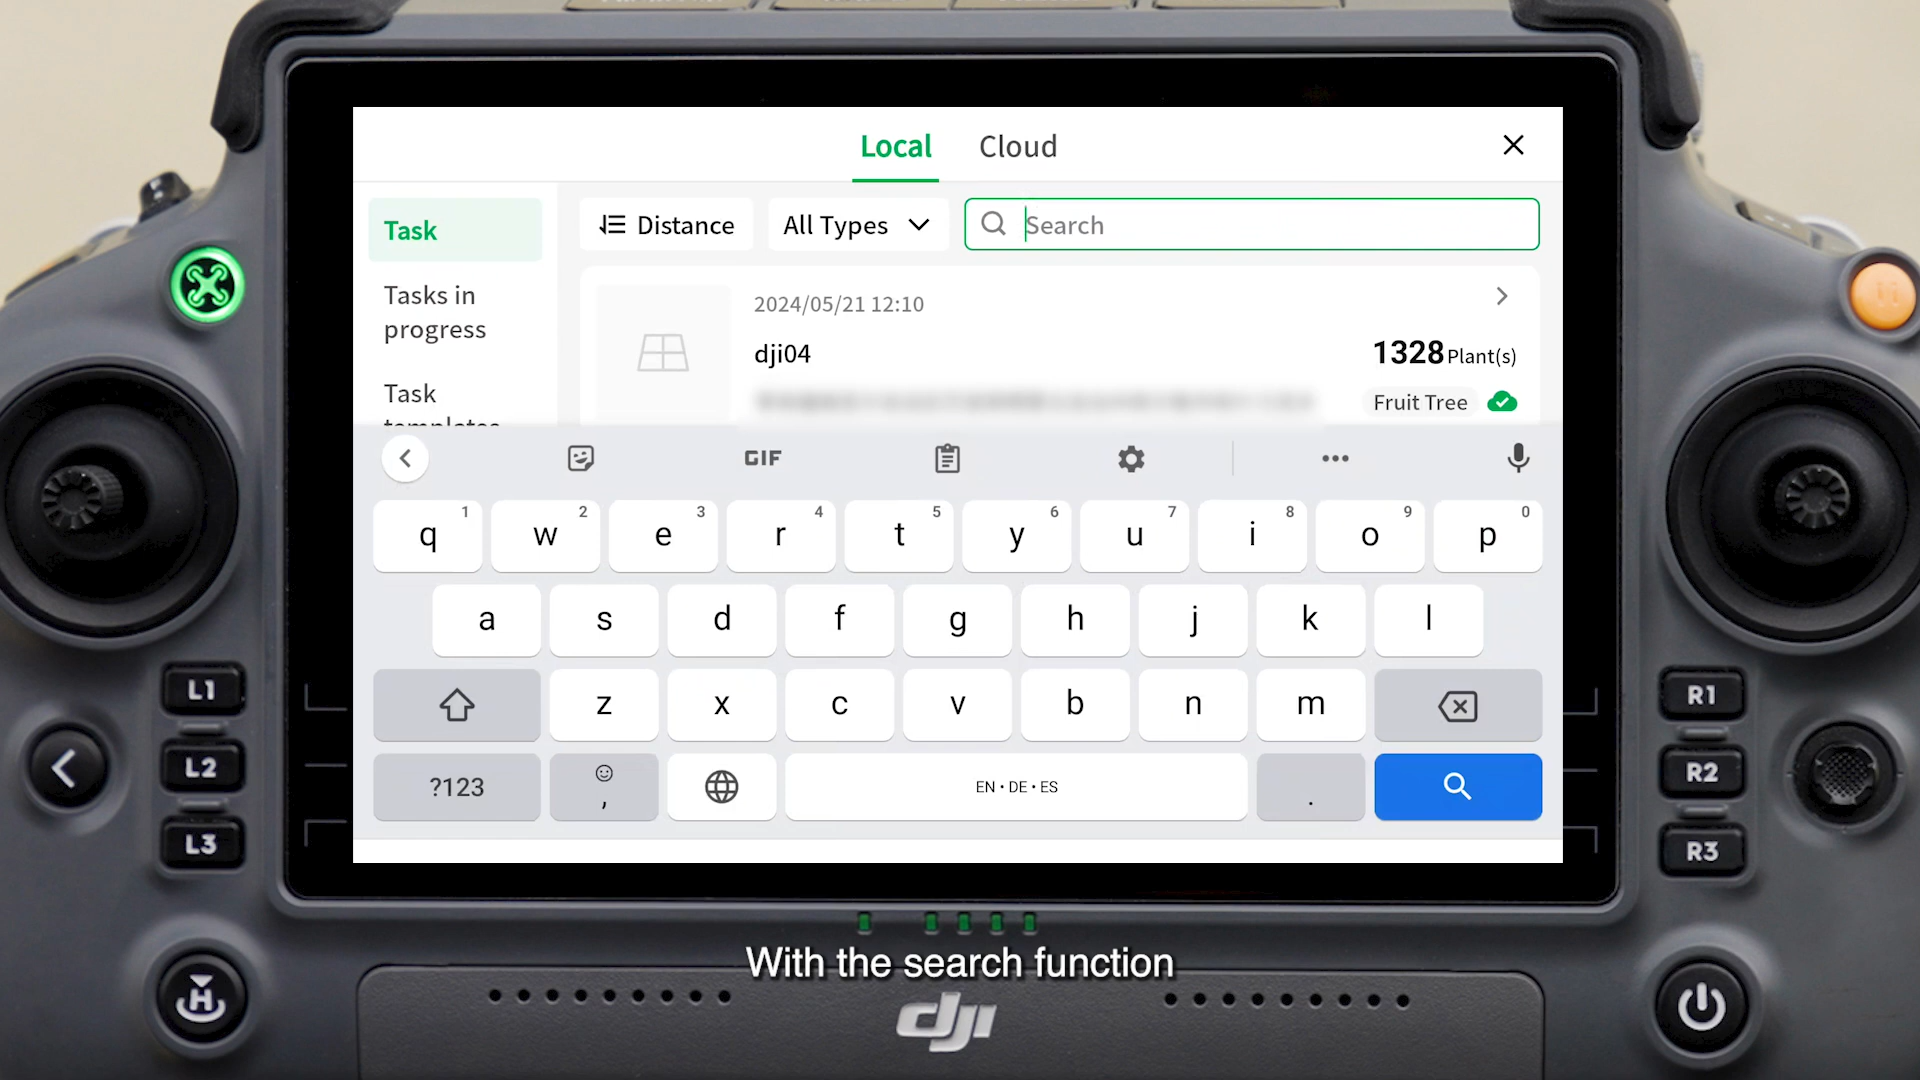 Local Cloud
Task
Distance
All Types
Search
Tasks in
progress
2024/05/21 12:10
dji04
1328 Plant(s)
Fruit Tree
Task
templates
GIF
q 1 w 2 e 3 r 4 t 5 y 6 u 7 i 8 o 9 p 0
a s d f g h j k l
z x c v b n m
?123 , EN • DE • ES .
L1
L2
L3
R1
R2
R3
H
With the search function
dji